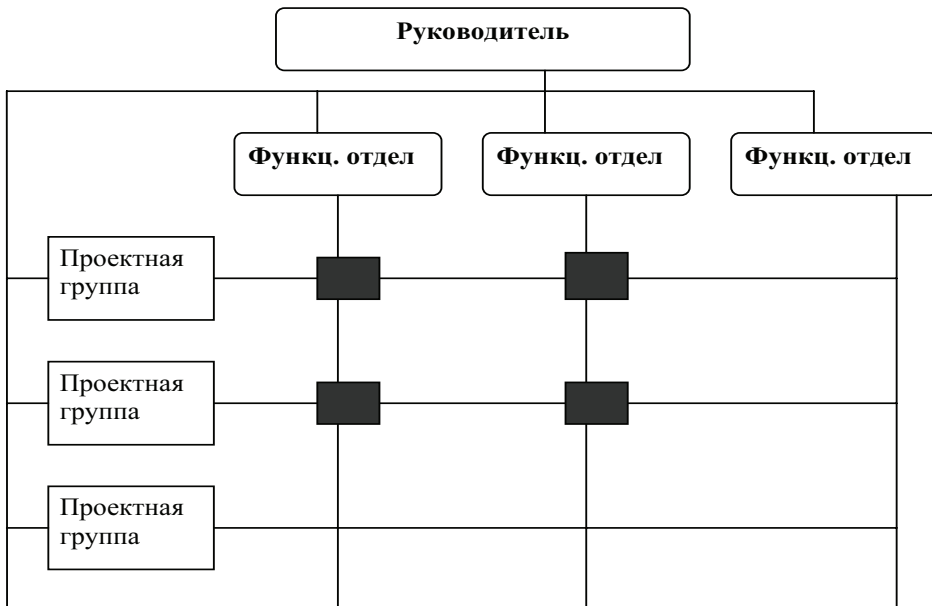 Руководитель
Функц. отдел
Функц. отдел
Функц. отдел
Проектная
группа
Проектная
группа
Проектная
группа